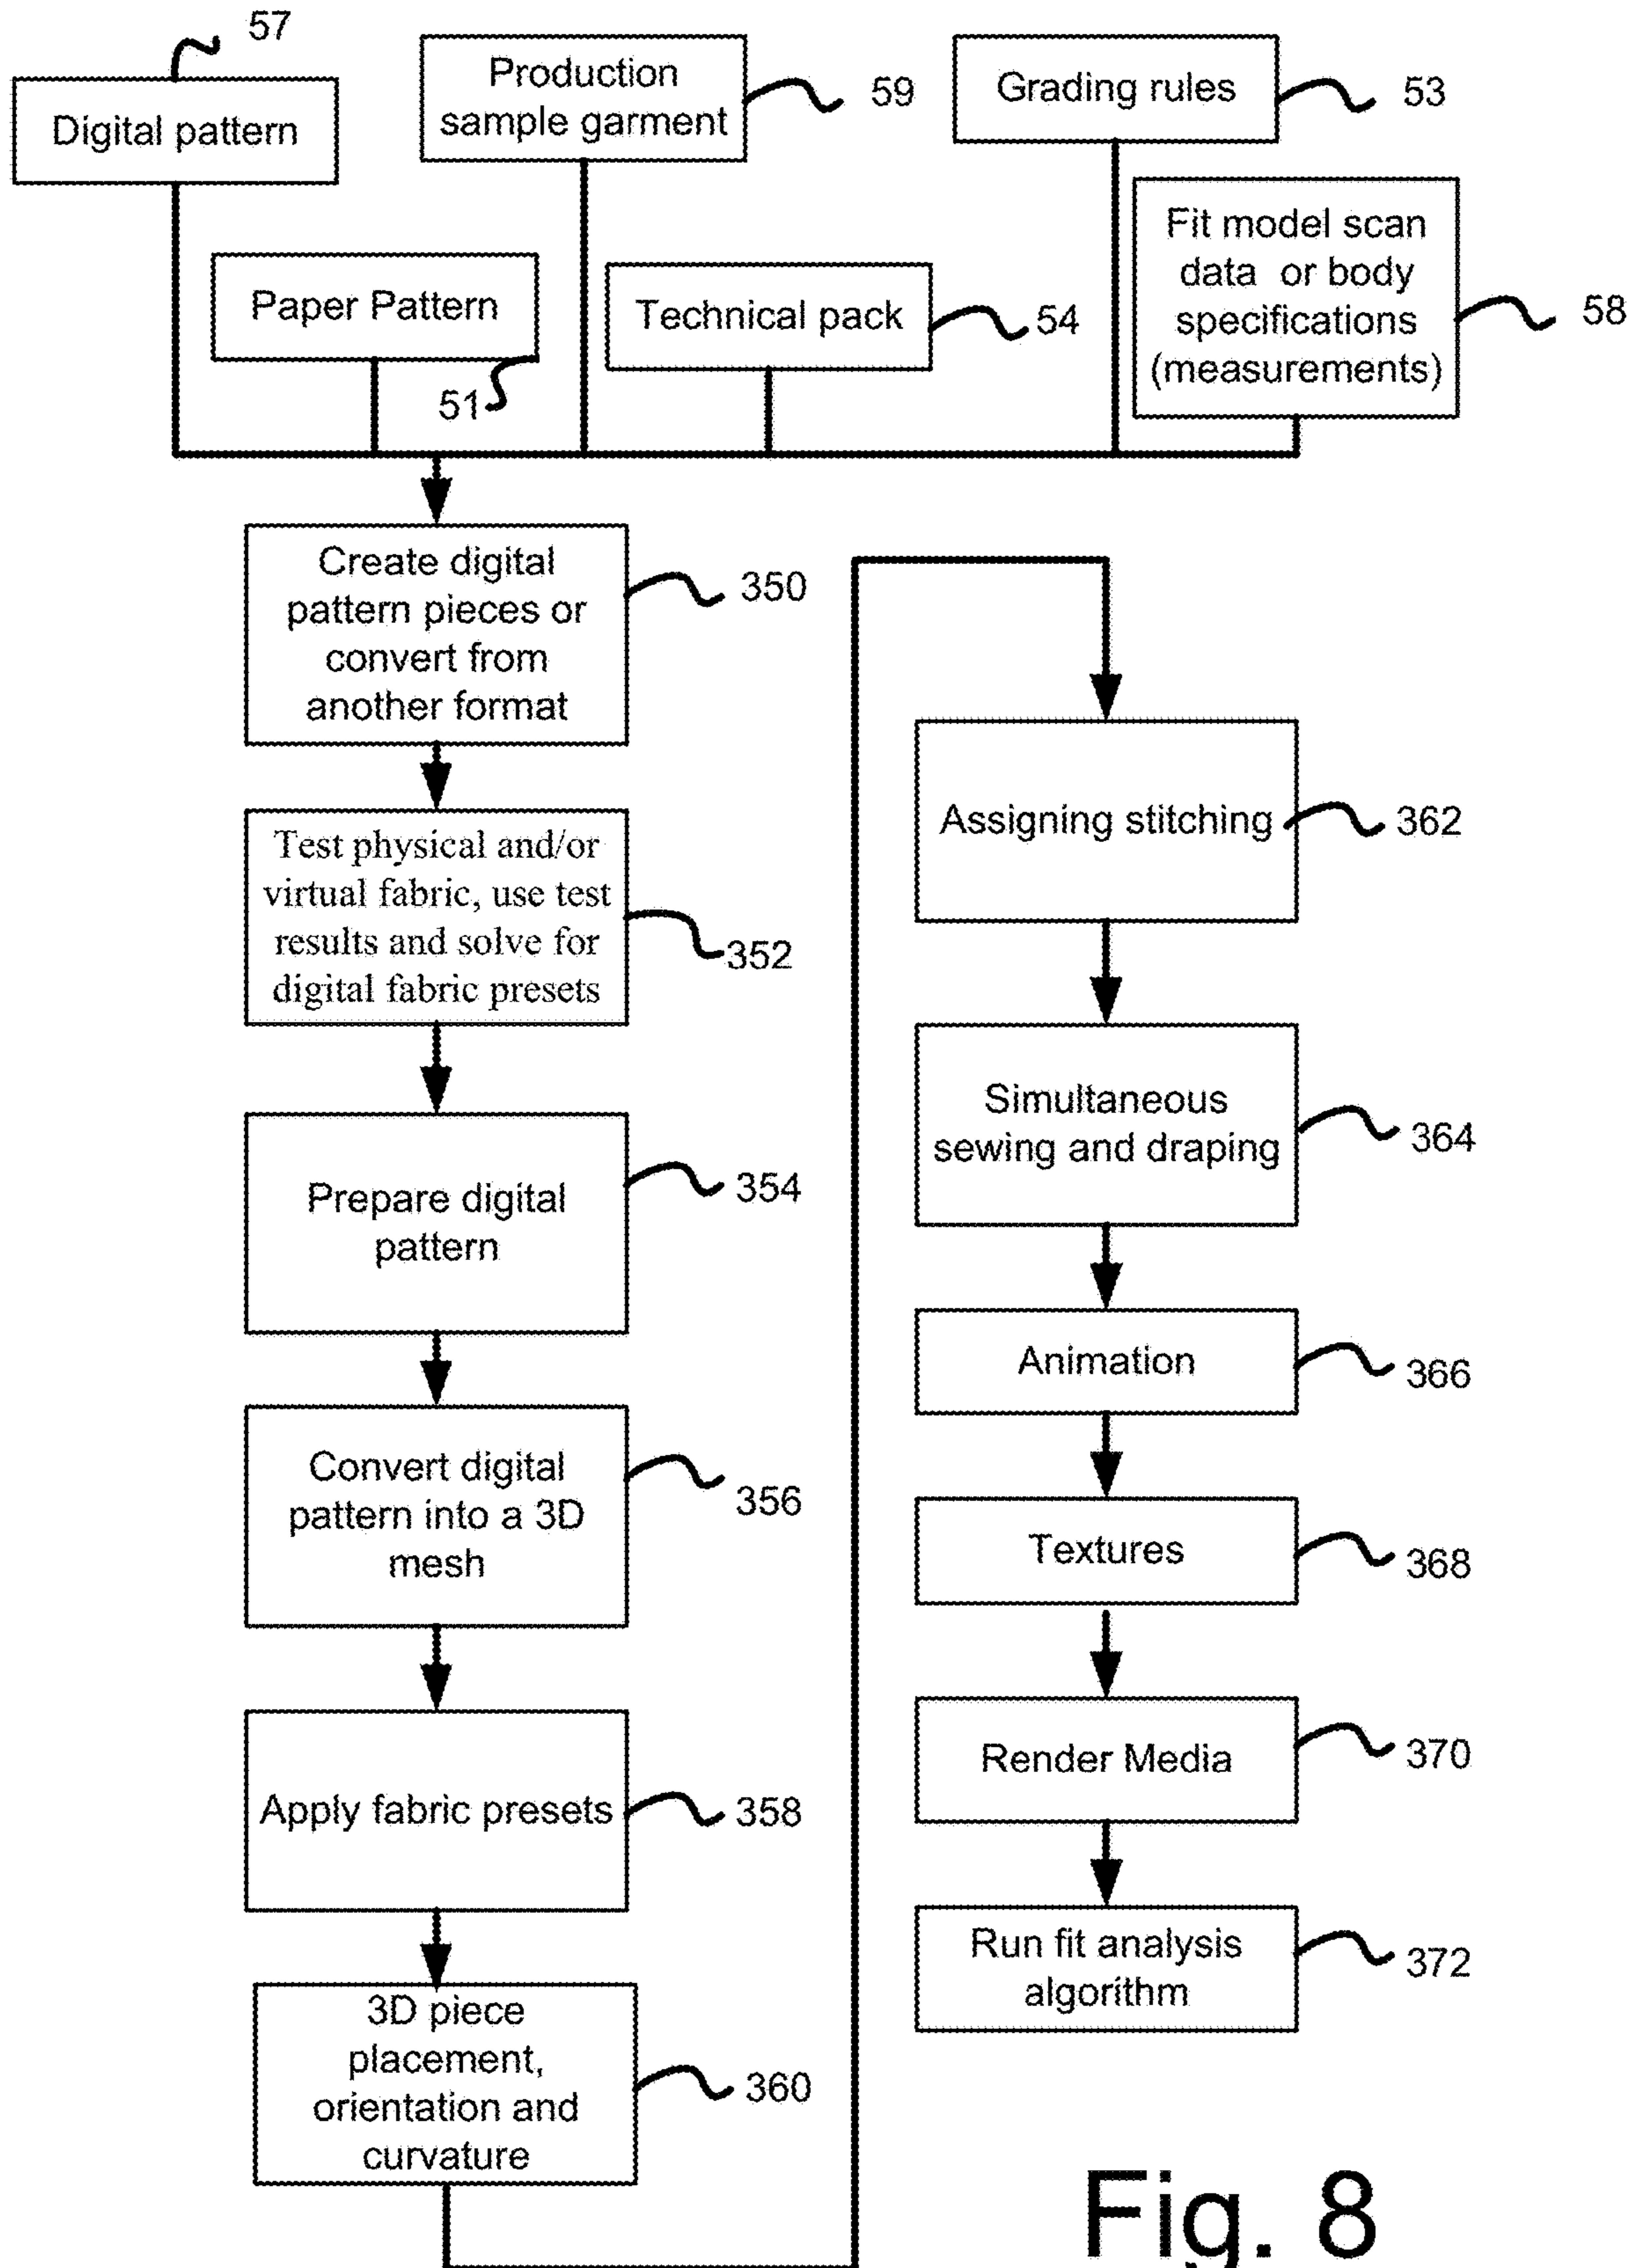 57
Digital pattern
Production
sample garment
59
Grading rules
53
Paper Pattern
51
Technical pack
54
Fit model scan
data or body
specifications
(measurements)
58
Create digital
pattern pieces or
convert from
another format
350
Test physical and/or
virtual fabric, use test
results and solve for
digital fabric presets
352
Prepare digital
pattern
354
Convert digital
pattern into a 3D
mesh
356
Apply fabric presets
358
3D piece
placement,
orientation and
curvature
360
Assigning stitching
362
Simultaneous
sewing and draping
364
Animation
366
Textures
368
Render Media
370
Run fit analysis
algorithm
372
Fig. 8